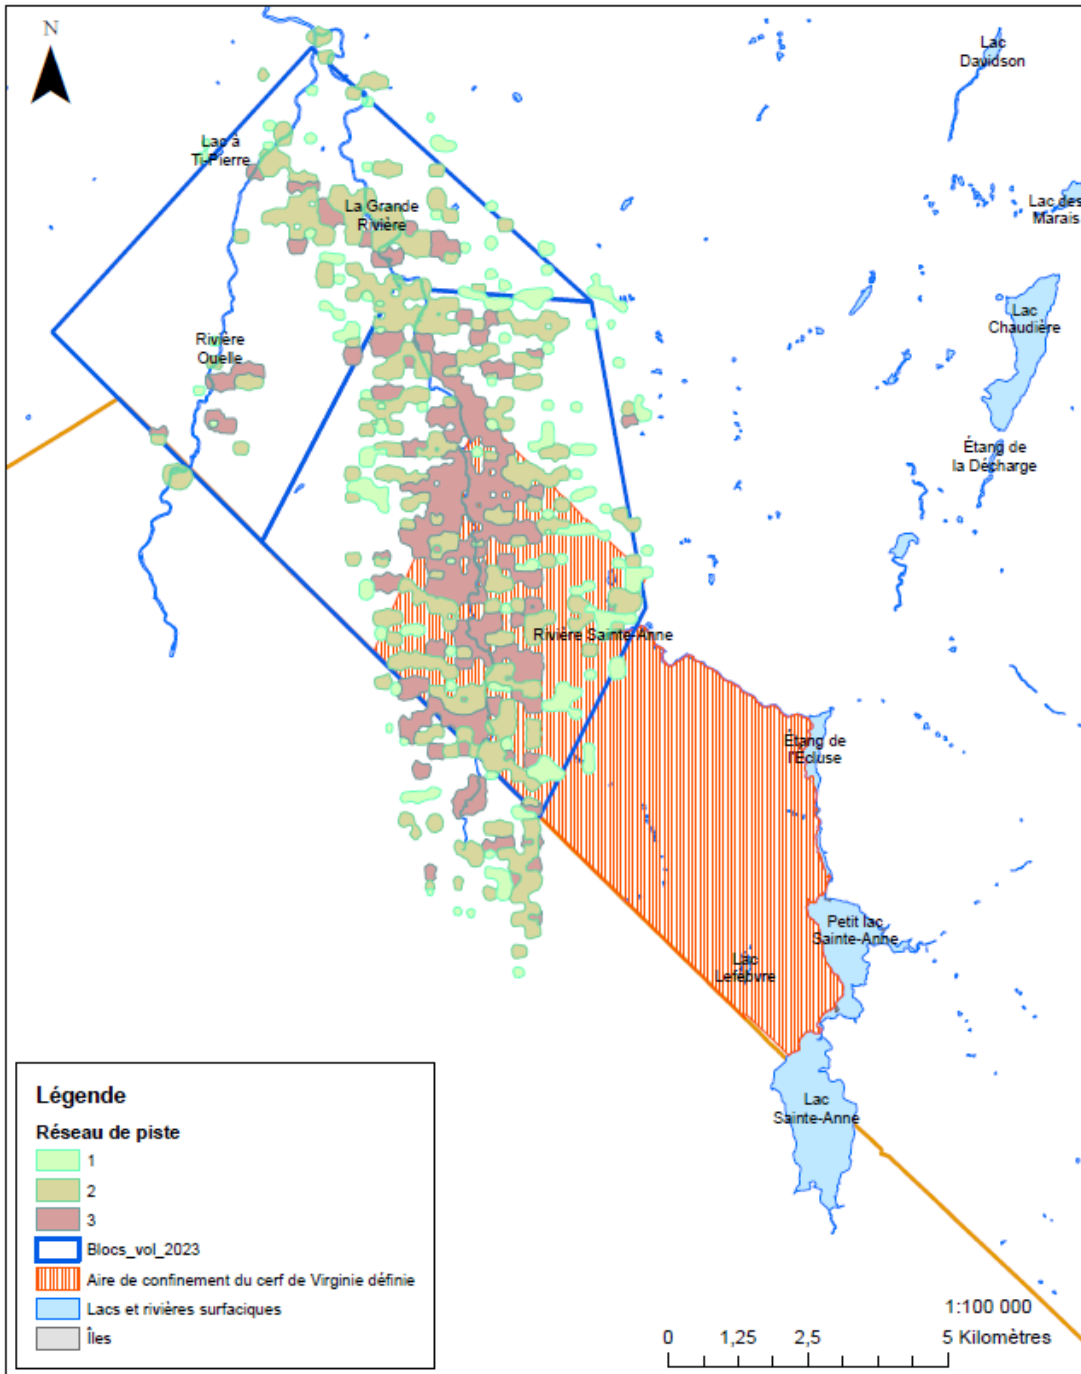 N
Lac
Davidson
Lac à
Ti-Pierre
La Grande
Rivière
Lac des
Marais
Lac
Chaudière
Rivière
Ouelle
Étang de
la Décharge
Rivière Sainte-Anne
Étang de
l'Écluse
Petit lac
Sainte-Anne
Lac
Lefebvre
Lac
Sainte-Anne
Légende
Réseau de piste
1
2
3
Blocs_vol_2023
Aire de confinement du cerf de Virginie définie
Lacs et rivières surfaciques
Îles
1:100 000
0 1,25 2,5 5 Kilomètres